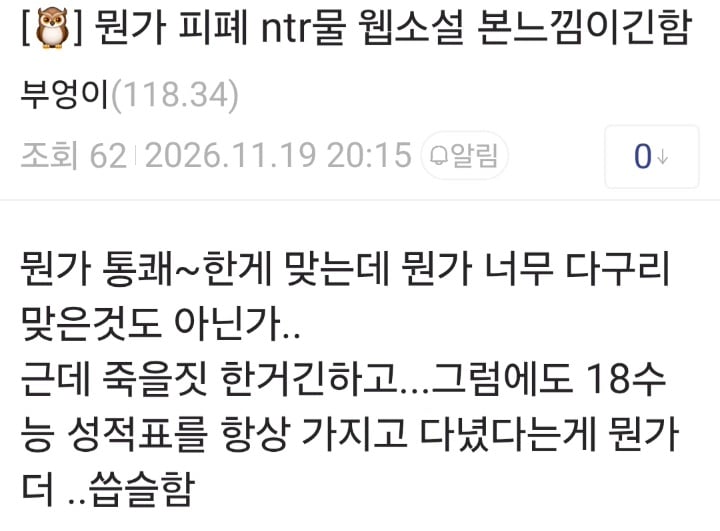 [🦉] 뭔가 피폐 ntr물 웹소설 본느낌이긴함
부엉이(118.34)
조회 62 2026.11.19 20:15 알림 0↓
뭔가 통쾌~한게 맞는데 뭔가 너무 다구리
맞은것도 아닌가..
근데 죽을짓 한거긴하고...그럼에도 18수
능 성적표를 항상 가지고 다녔다는게 뭔가
더 ..씁슬함